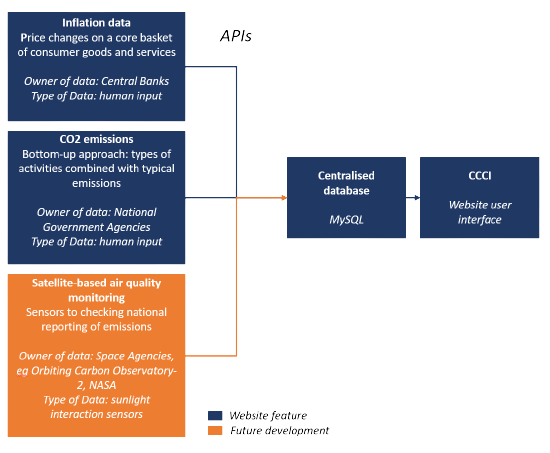 Inflation data
Price changes on a core basket
of consumer goods and services
Owner of data: Central Banks
Type of Data: human input
APIs
CO2 emissions
Bottom-up approach: types of
activities combined with typical
emissions
Owner of data: National
Government Agencies
Type of Data: human input
Centralised
database
MySQL
CCCI
Website user
interface
Satellite-based air quality
monitoring
Sensors to checking national
reporting of emissions
Owner of data: Space Agencies,
eg Orbiting Carbon Observatory-
2, NASA
Type of Data: sunlight
interaction sensors
Website feature
Future development